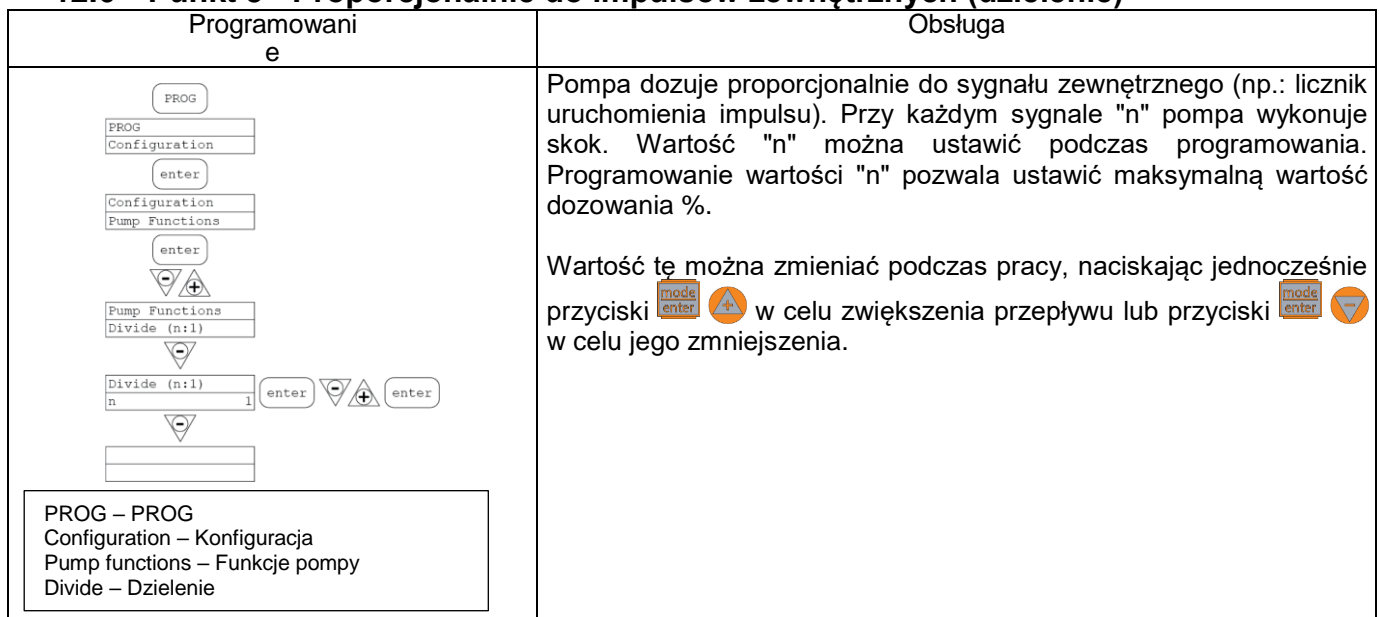 Programowani
e
Obsługa
PROG
PROG
Configuration
enter
Configuration
Pump Functions
enter
Pump Functions
Divide (n:1)
Divide (n:1)
n 1
enter
enter
PROG – PROG
Configuration – Konfiguracja
Pump functions – Funkcje pompy
Divide – Dzielenie
Pompa dozuje proporcjonalnie do sygnału zewnętrznego (np.: licznik
uruchomienia impulsu). Przy każdym sygnale "n" pompa wykonuje
skok. Wartość "n" można ustawić podczas programowania.
Programowanie wartości "n" pozwala ustawić maksymalną wartość
dozowania %.
Wartość tę można zmieniać podczas pracy, naciskając jednocześnie
przyciski mode enter + w celu zwiększenia przepływu lub przyciski mode enter −
w celu jego zmniejszenia.